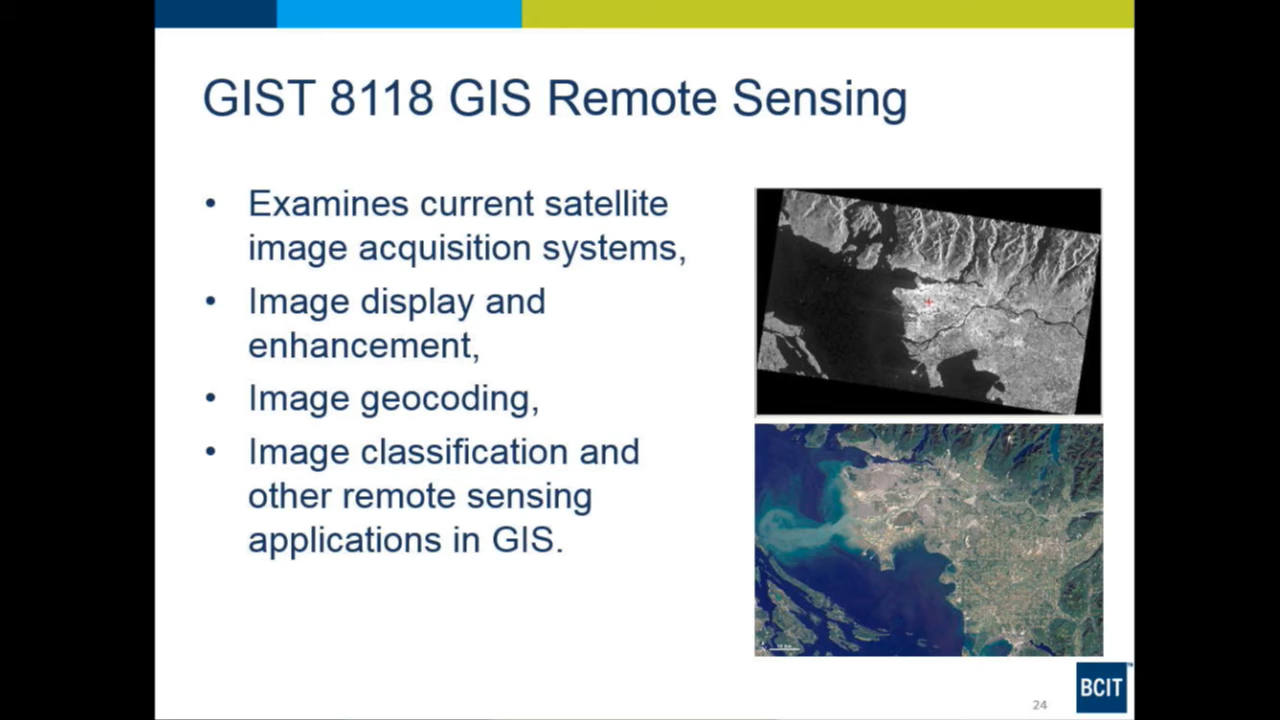 GIST 8118 GIS Remote Sensing
• Examines current satellite
image acquisition systems,
• Image display and
enhancement,
• Image geocoding,
• Image classification and
other remote sensing
applications in GIS.
24
BCIT